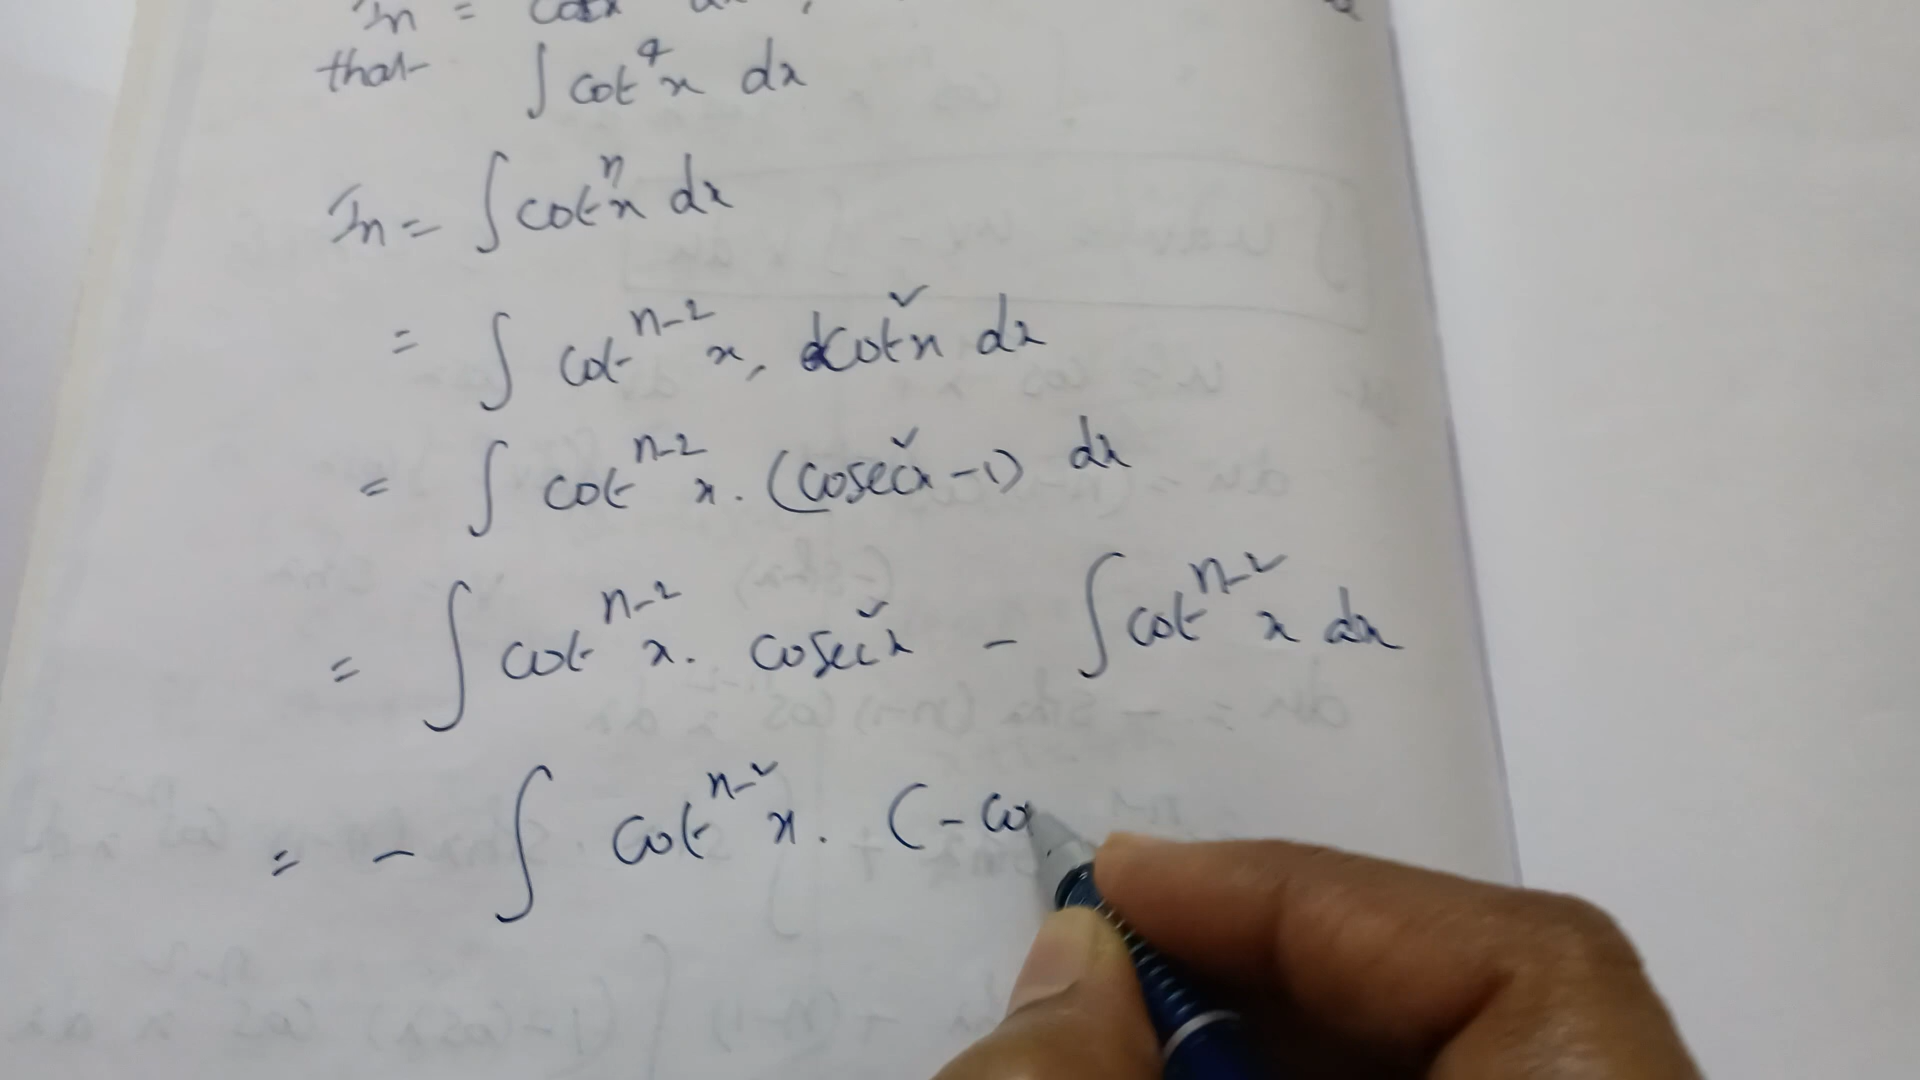 In =
that ∫ cot⁴x dx
In = ∫ cotⁿx dx
= ∫ cotⁿ⁻²x, cot²x dx
= ∫ cotⁿ⁻²x. (cosec²x -1) dx
= ∫ cotⁿ⁻²x. cosec²x - ∫ cotⁿ⁻²x dx
= - ∫ cotⁿ⁻²x. (- co